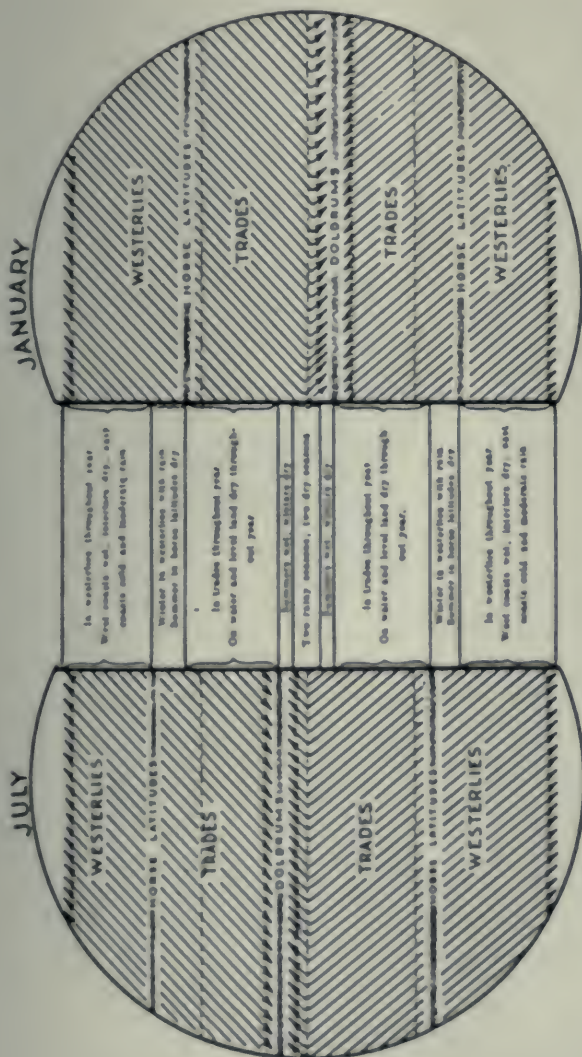 JANUARY
WESTERLIES
HORSE LATITUDES
TRADES
DOLDRUMS
TRADES
HORSE LATITUDES
WESTERLIES
In westerlies throughout year
West coasts wet, interiors dry, east
coasts cold and moderate rain
Winter in westerlies with rain
Summer in horse latitudes dry
In trades throughout year
On water and level land dry through-
out year
Summers wet, winters dry
Two rainy seasons, two dry seasons
Summers wet, winters dry
In trades throughout year
On water and level land dry through
out year.
Winter in westerlies with rain
Summer in horse latitudes dry
In westerlies throughout year
West coasts wet, interiors dry, east
coasts cold and moderate rain
JULY
WESTERLIES
HORSE LATITUDES
TRADES
DOLDRUMS
TRADES
HORSE LATITUDES
WESTERLIES